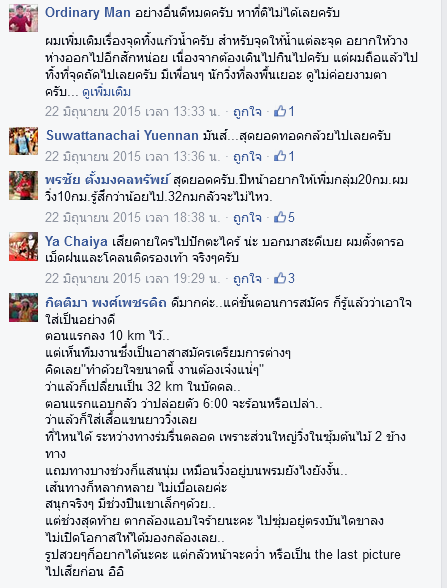 Ordinary Man อย่างอื่นดีหมดครับ หาที่ติไม่ได้เลยครับ
ผมเพิ่มเติมเรื่องจุดทิ้งแก้วน้ำครับ สำหรับจุดให้น้ำแต่ละจุด อยากให้วาง
ห่างออกไปอีกสักหน่อย เนื่องจากต้องเดินไปกินไปครับ แต่ผมถือแล้วไป
ทิ้งที่จุดถัดไปเลยครับ มีเพื่อนๆ นักวิ่งที่ลงพื้นเยอะ ดูไม่ค่อยงามตา
ครับ... ดูเพิ่มเติม
22 มิถุนายน 2015 เวลา 13:33 น. · ถูกใจ · 1
Suwattanachai Yuennan มันส์...สุดยอดทอดกล้วยไปเลยครับ
22 มิถุนายน 2015 เวลา 13:36 น. · ถูกใจ · 1
พรชัย ตั้งมงคลทรัพย์ สุดยอดครับ.ปีหน้าอยากให้เพิ่มกลุ่ม20กม.ผม
วิ่ง10กม.รู้สึกว่าน้อยไป.32กมกลัวจะไม่ไหว.
22 มิถุนายน 2015 เวลา 18:38 น. · ถูกใจ · 5
Ya Chaiya เสียดายใครไปปักตะไคร้ น่ะ บอกมาสะดีเบย ผมตั้งตารอ
เม็ดฝนและโคลนติดรองเท้า จริงๆครับ
22 มิถุนายน 2015 เวลา 19:29 น. · ถูกใจ · 3
กิตติมา พงศ์เพชรดิถ ดีมากค่ะ..แค่ขั้นตอนการสมัคร ก็รู้แล้วว่าเอาใจ
ใส่เป็นอย่างดี
ตอนแรกลง 10 km ไว้..
แต่เห็นทีมงานซึ่งเป็นอาสาสมัครเตรียมการต่างๆ
คิดเลย"ทำด้วยใจขนาดนี้ งานต้องเจ๋งแน่ๆ"
ว่าแล้วก็เปลี่ยนเป็น 32 km ในบัดดล..
ตอนแรกแอบกลัว ว่าปล่อยตัว 6:00 จะร้อนหรือเปล่า..
ว่าแล้วก็ใส่เสื้อแขนยาววิ่งเลย
ที่ไหนได้ ระหว่างทางร่มรื่นตลอด เพราะส่วนใหญ่วิ่งในซุ้มต้นไม้ 2 ข้าง
ทาง
แถมทางบางช่วงก็แสนนุ่ม เหมือนวิ่งอยู่บนพรมยังไงยังงั้น..
เส้นทางก็หลากหลาย ไม่เบื่อเลยค่ะ
สนุกจริงๆ มีช่วงปีนเขาเล็กๆด้วย..
แต่ช่วงสุดท้าย ตากล้องแอบใจร้ายนะคะ ไปซุ่มอยู่ตรงบันไดขาลง
ไม่เปิดโอกาสให้ได้มองกล้องเลย..
รูปสวยๆก็อยากได้นะคะ แต่กลัวหน้าจะคว่ำ หรือเป็น the last picture
ไปเสียก่อน อิอิ